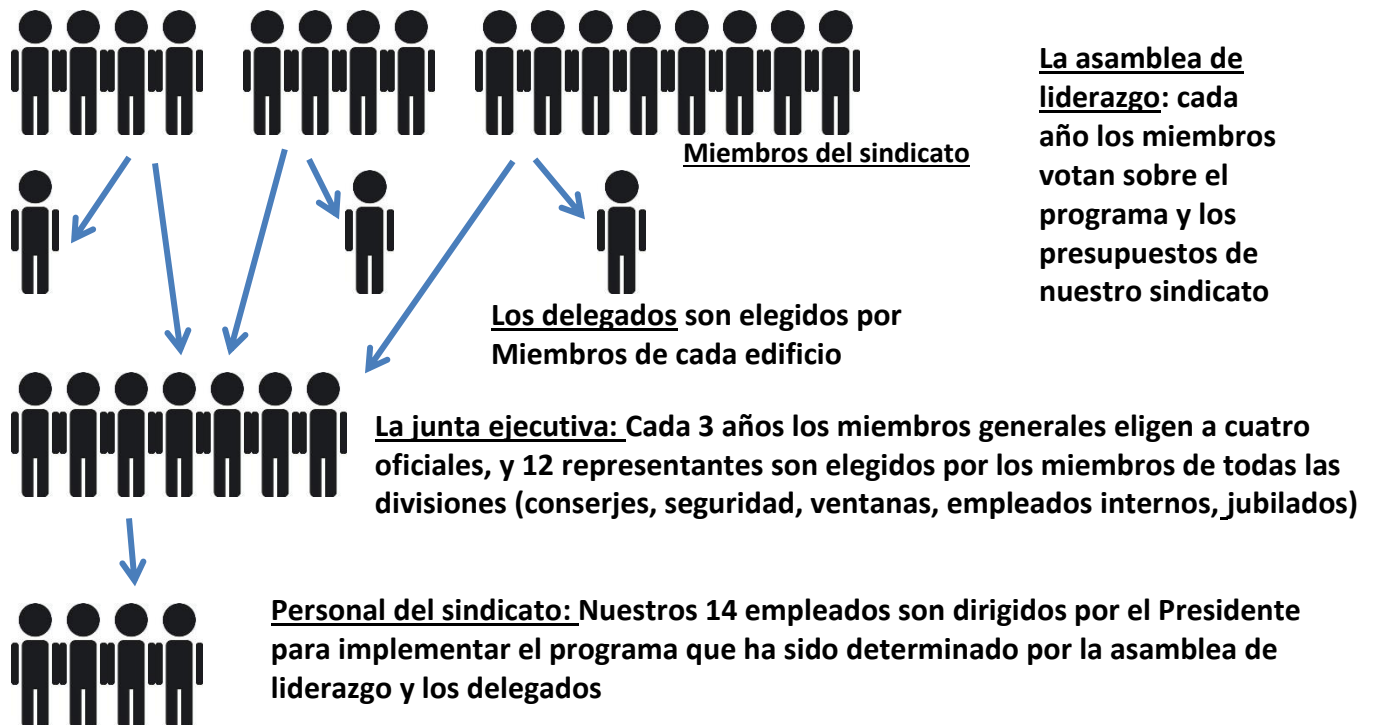 La asamblea de
liderazgo: cada
año los miembros
votan sobre el
programa y los
presupuestos de
nuestro sindicato
Miembros del sindicato
Los delegados son elegidos por
Miembros de cada edificio
La junta ejecutiva: Cada 3 años los miembros generales eligen a cuatro
oficiales, y 12 representantes son elegidos por los miembros de todas las
divisiones (conserjes, seguridad, ventanas, empleados internos, jubilados)
Personal del sindicato: Nuestros 14 empleados son dirigidos por el Presidente
para implementar el programa que ha sido determinado por la asamblea de
liderazgo y los delegados